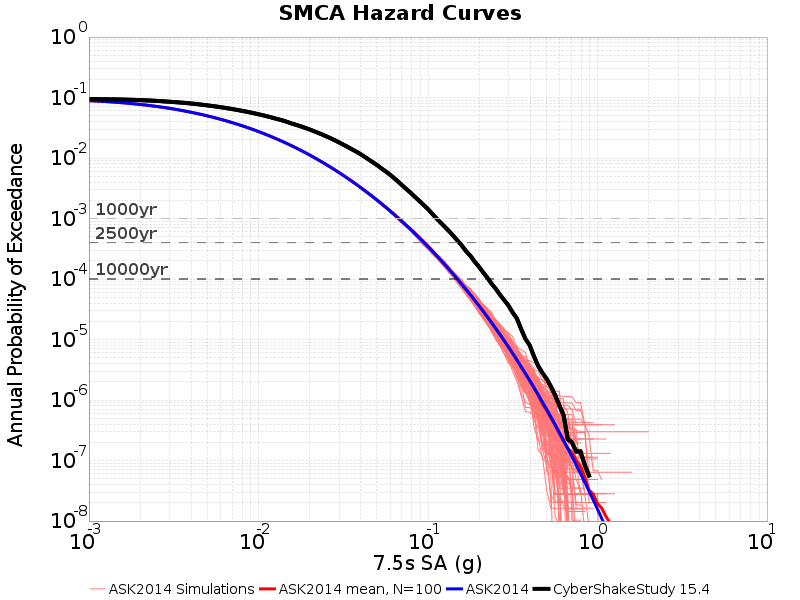 SMCA Hazard Curves
Annual Probability of Exceedance
10^0
10^-1
10^-2
10^-3
10^-4
10^-5
10^-6
10^-7
10^-8
1000yr
2500yr
10000yr
10^-3 10^-2 10^-1 10^0 10^1
7.5s SA (g)
ASK2014 Simulations ASK2014 mean, N=100 ASK2014 CyberShakeStudy 15.4